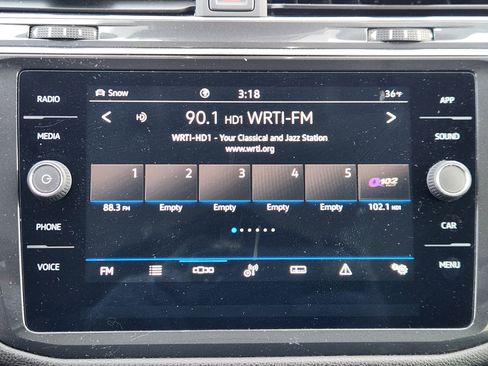 RADIO
MEDIA
PHONE
VOICE
Snow 3:18 36°F
< 90.1 HD1 WRTI-FM >
WRTI-HD1 - Your Classical and Jazz Station
www.wrti.org
1 2 3 4 5 Q102
88.3 FM Empty Empty Empty Empty 102.1 HD1
FM
APP
SOUND
CAR
MENU